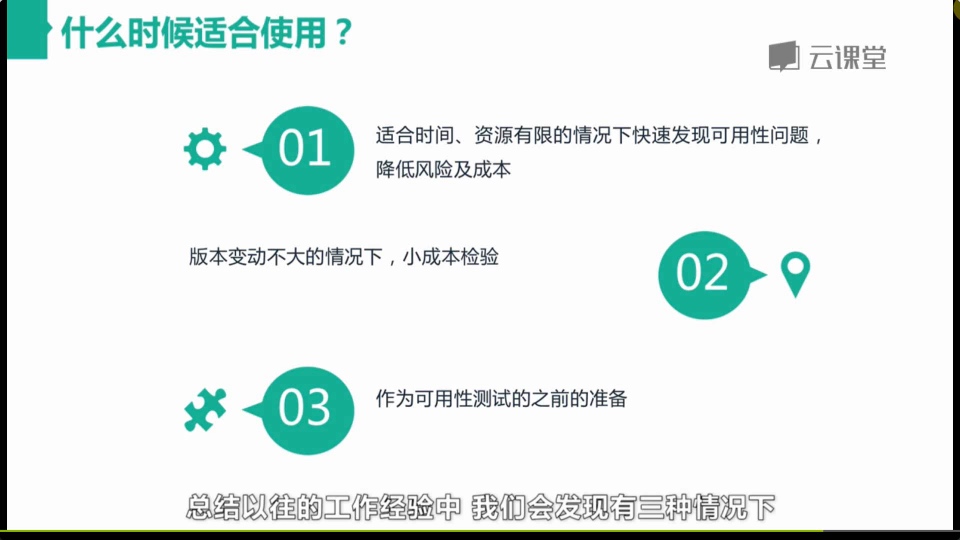 什么时候适合使用？
云课堂
01
适合时间、资源有限的情况下快速发现可用性问题，
降低风险及成本
版本变动不大的情况下，小成本检验
02
03
作为可用性测试的之前的准备
总结以往的工作经验中 我们会发现有三种情况下